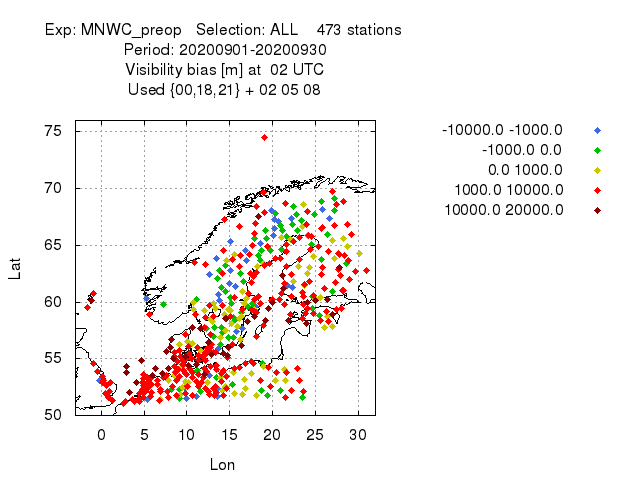 Exp: MNWC_preop Selection: ALL 473 stations
Period: 20200901-20200930
Visibility bias [m] at 02 UTC
Used {00,18,21} + 02 05 08
-10000.0 -1000.0
-1000.0 0.0
0.0 1000.0
1000.0 10000.0
10000.0 20000.0
75
70
65
60
55
50
Lat
0 5 10 15 20 25 30
Lon